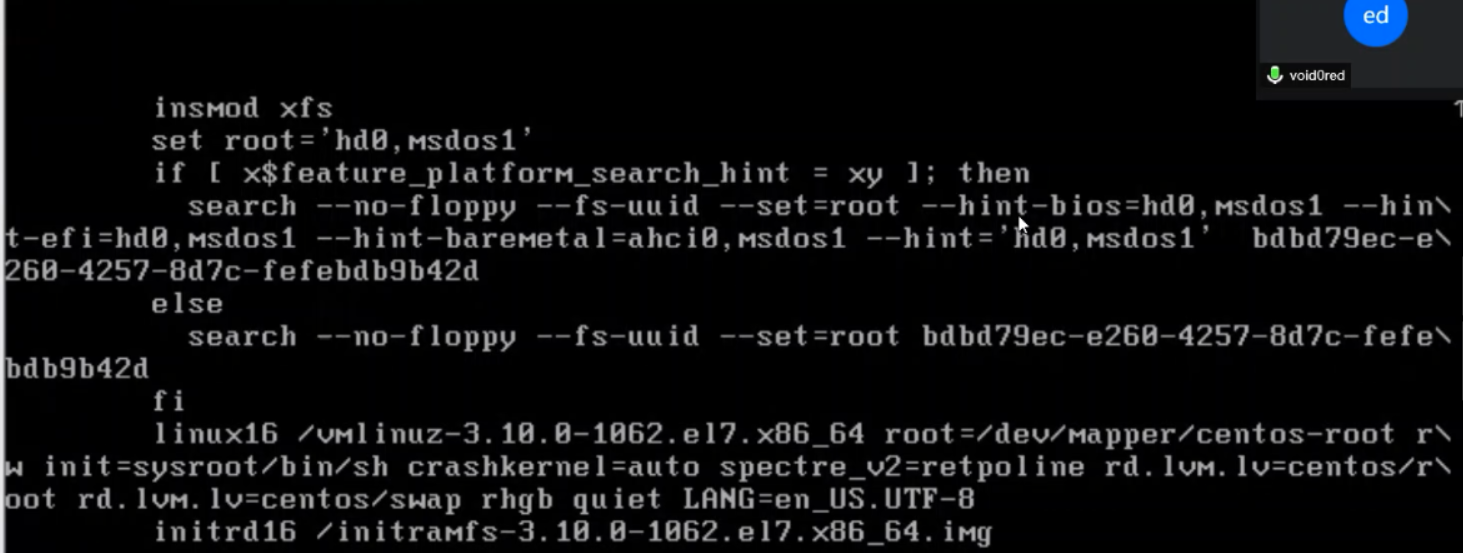 ed
void0red
insmod xfs
set root='hd0,msdos1'
if [ x$feature_platform_search_hint = xy ]; then
search --no-floppy --fs-uuid --set=root --hint-bios=hd0,msdos1 --hin\
t-efi=hd0,msdos1 --hint-baremetal=ahci0,msdos1 --hint='hd0,msdos1'  bdbd79ec-e\
260-4257-8d7c-fefebdb9b42d
else
search --no-floppy --fs-uuid --set=root bdbd79ec-e260-4257-8d7c-fefe\
bdb9b42d
fi
linux16 /vmlinuz-3.10.0-1062.el7.x86_64 root=/dev/mapper/centos-root r\
w init=sysroot/bin/sh crashkernel=auto spectre_v2=retpoline rd.lvm.lv=centos/r\
oot rd.lvm.lv=centos/swap rhgb quiet LANG=en_US.UTF-8
initrd16 /initramfs-3.10.0-1062.el7.x86_64.img